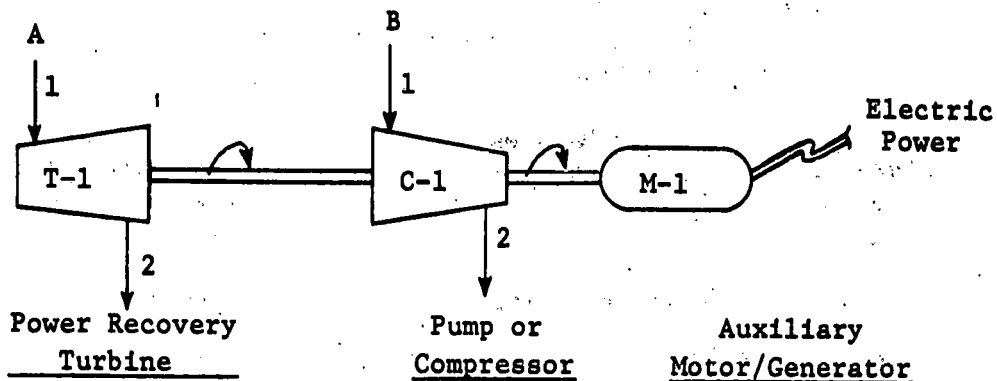 A
B
1
1
Electric
Power
T-1
C-1
M-1
2
2
Power Recovery
Turbine
Pump or
Compressor
Auxiliary
Motor/Generator